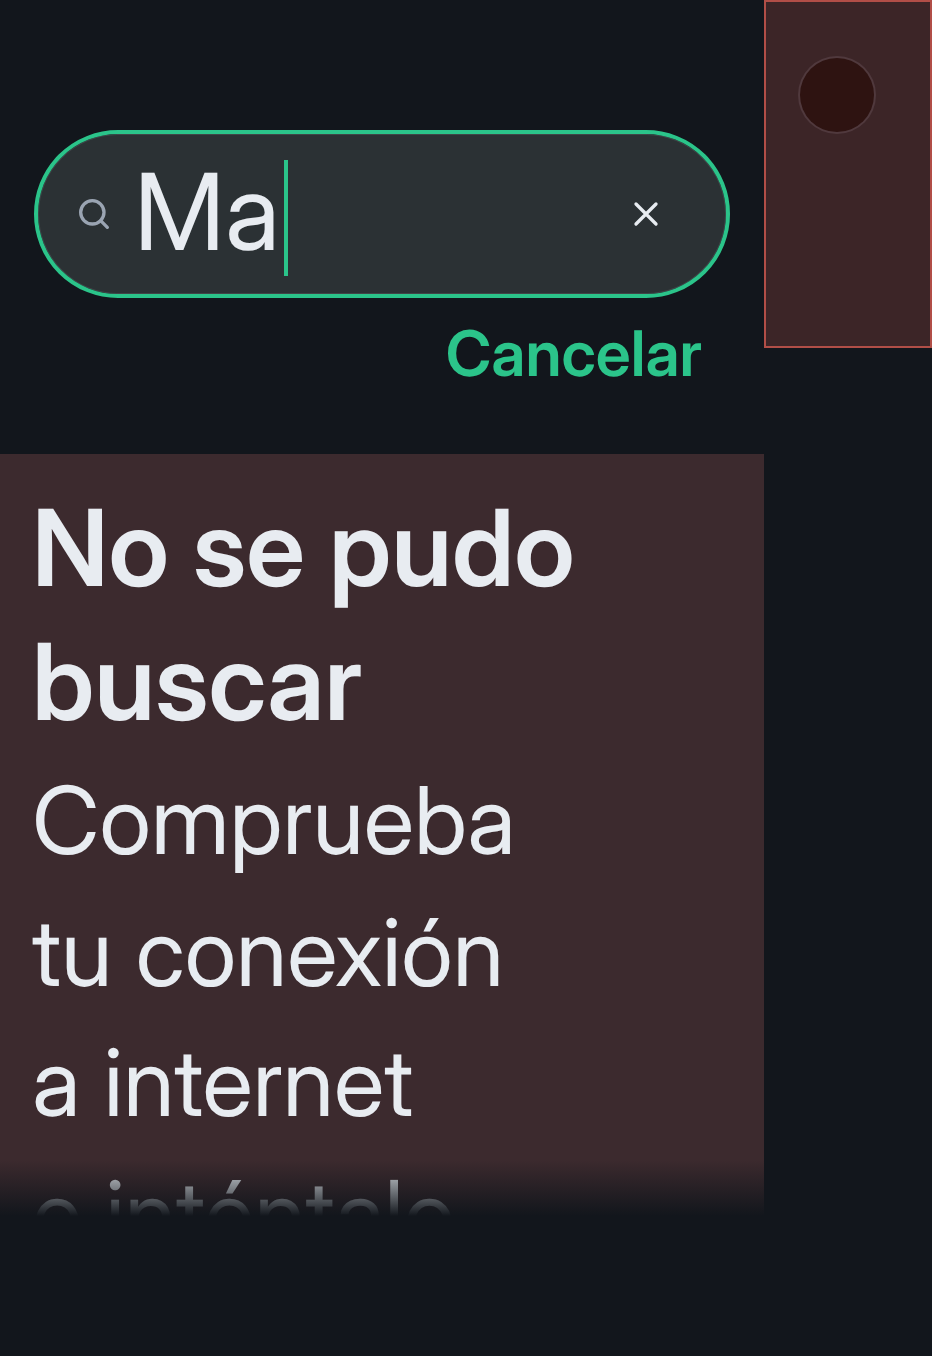 Ma
Cancelar
No se pudo
buscar
Comprueba
tu conexión
a internet